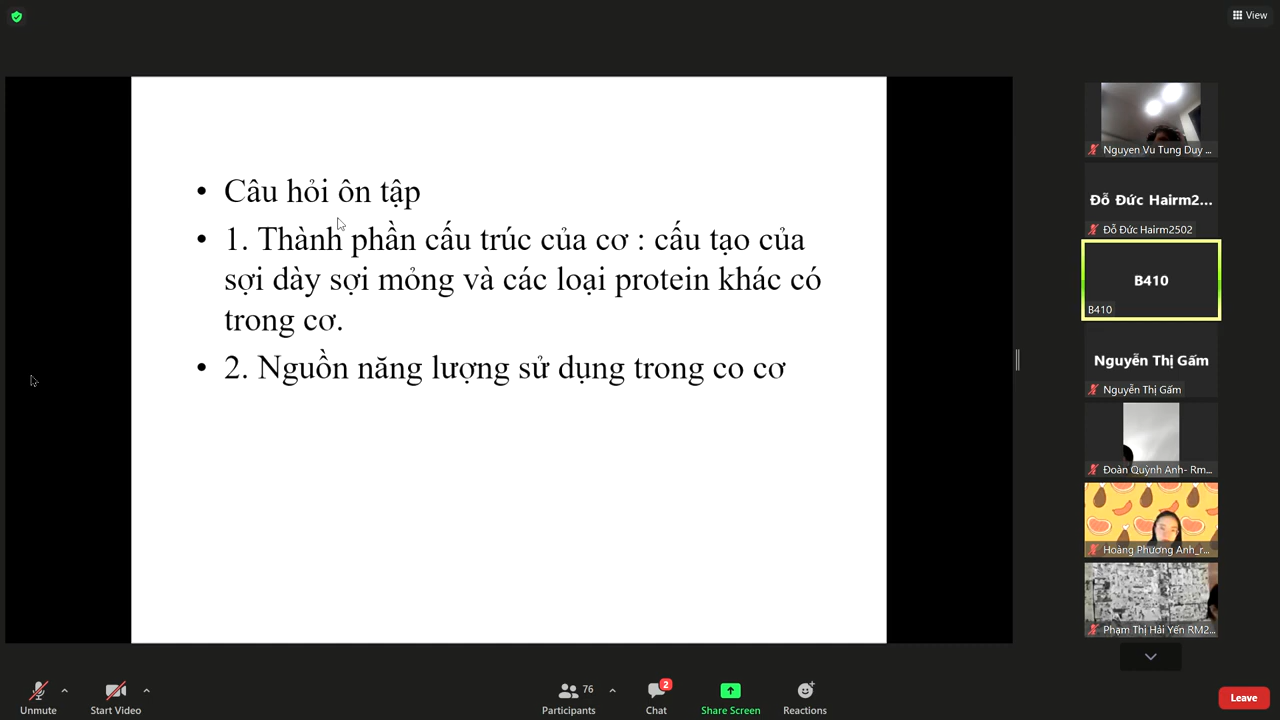 View
• Câu hỏi ôn tập
• 1. Thành phần cấu trúc của cơ : cấu tạo của
sợi dày sợi mỏng và các loại protein khác có
trong cơ.
• 2. Nguồn năng lượng sử dụng trong co cơ
Nguyen Vu Tung Duy ...
Đỗ Đức Hairm2...
Đỗ Đức Hairm2502
B410
B410
Nguyễn Thị Gấm
Nguyễn Thị Gấm
Đoàn Quỳnh Anh- Rm...
Hoàng Phương Anh_r...
Phạm Thị Hải Yến RM2...
Unmute
Start Video
76
Participants
2
Chat
Share Screen
Reactions
Leave